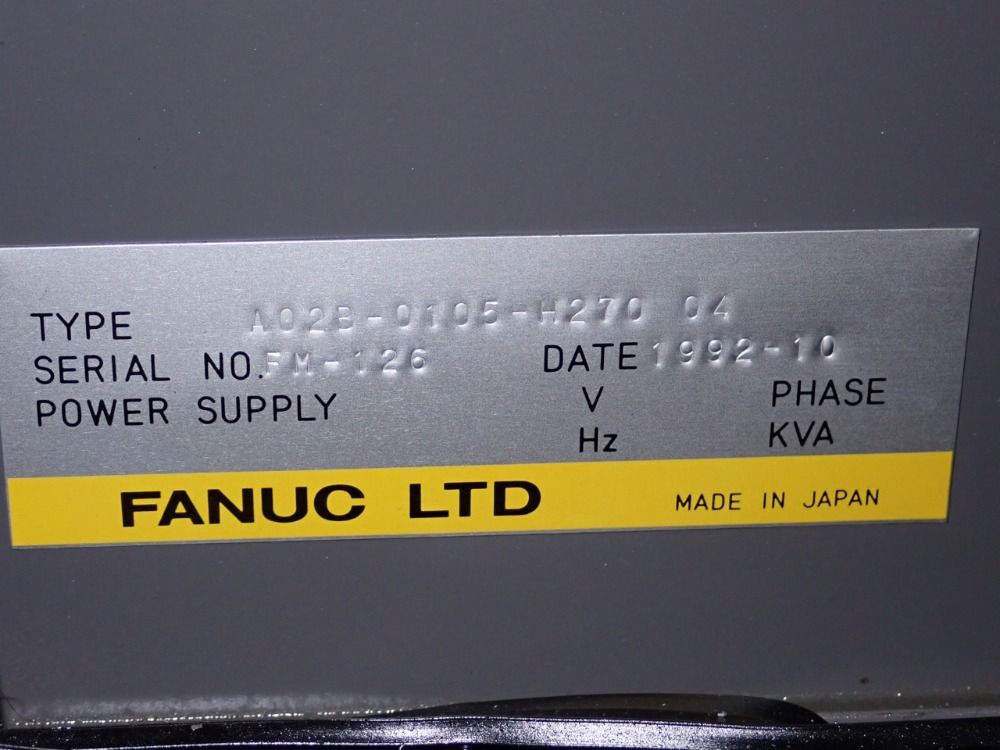 TYPE A02B-0105-H270 04
SERIAL NO. FM-126 DATE 1992-10
POWER SUPPLY V PHASE
Hz KVA
FANUC LTD MADE IN JAPAN